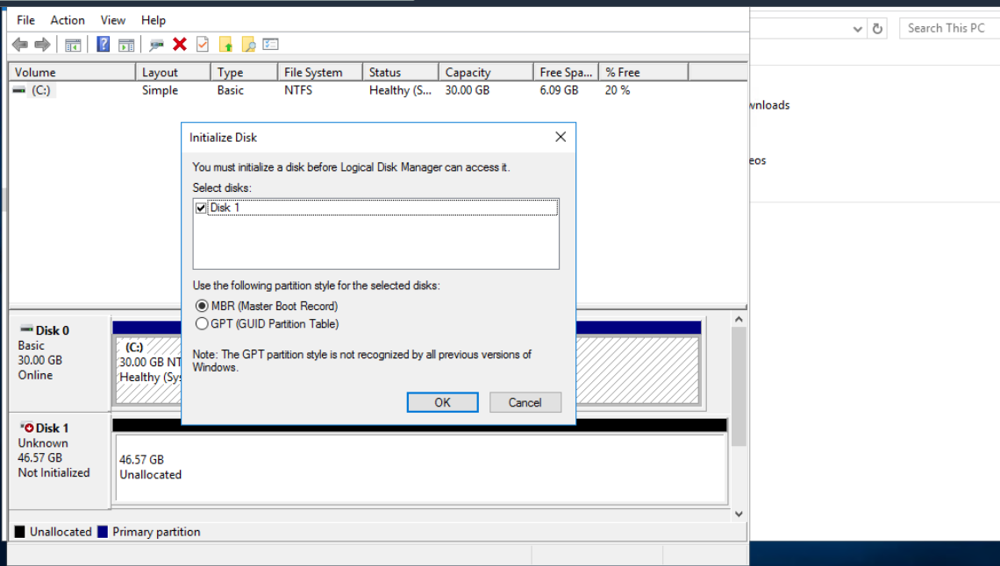 File Action View Help
Search This PC
Volume Layout Type File System Status Capacity Free Spa... % Free
(C:) Simple Basic NTFS Healthy (S... 30.00 GB 6.09 GB 20 %
wnloads
eos
Initialize Disk
You must initialize a disk before Logical Disk Manager can access it.
Select disks:
Disk 1
Use the following partition style for the selected disks:
MBR (Master Boot Record)
GPT (GUID Partition Table)
Note: The GPT partition style is not recognized by all previous versions of
Windows.
OK Cancel
Disk 0
Basic
30.00 GB
Online
(C:)
30.00 GB NT
Healthy (Sys
Disk 1
Unknown
46.57 GB
Not Initialized
46.57 GB
Unallocated
Unallocated Primary partition